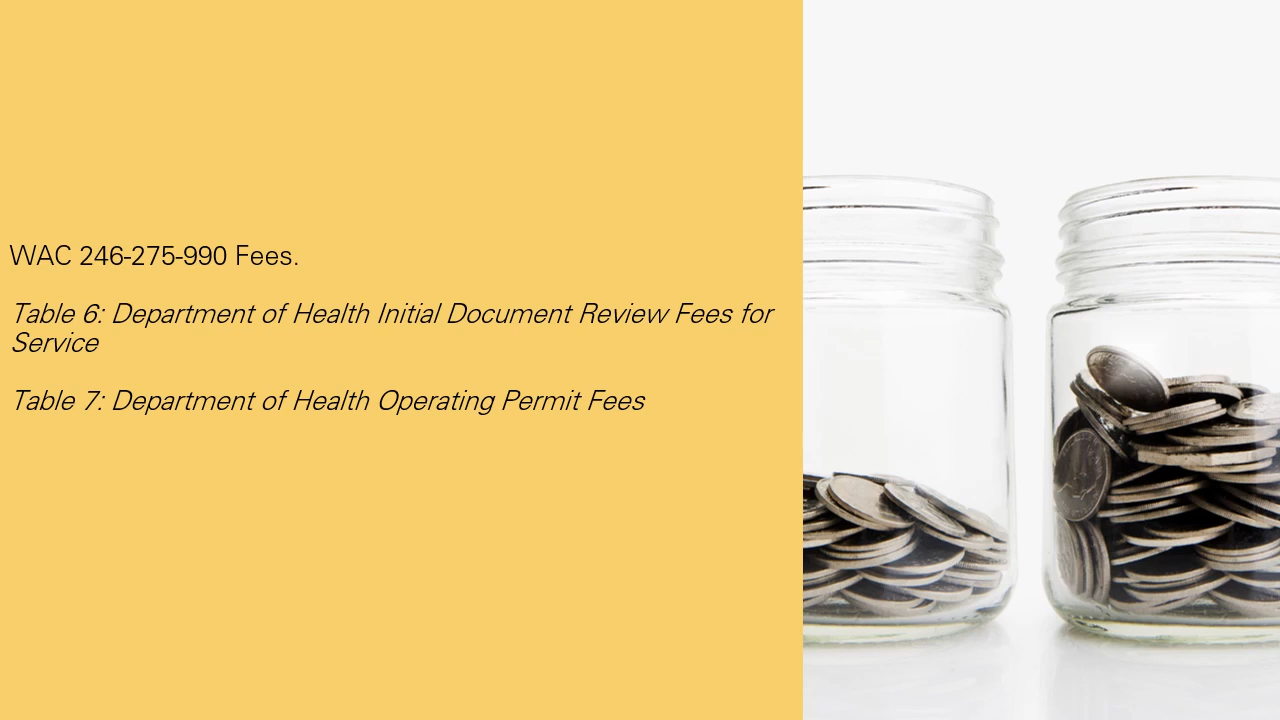 WAC 246-275-990 Fees.
Table 6: Department of Health Initial Document Review Fees for
Service
Table 7: Department of Health Operating Permit Fees